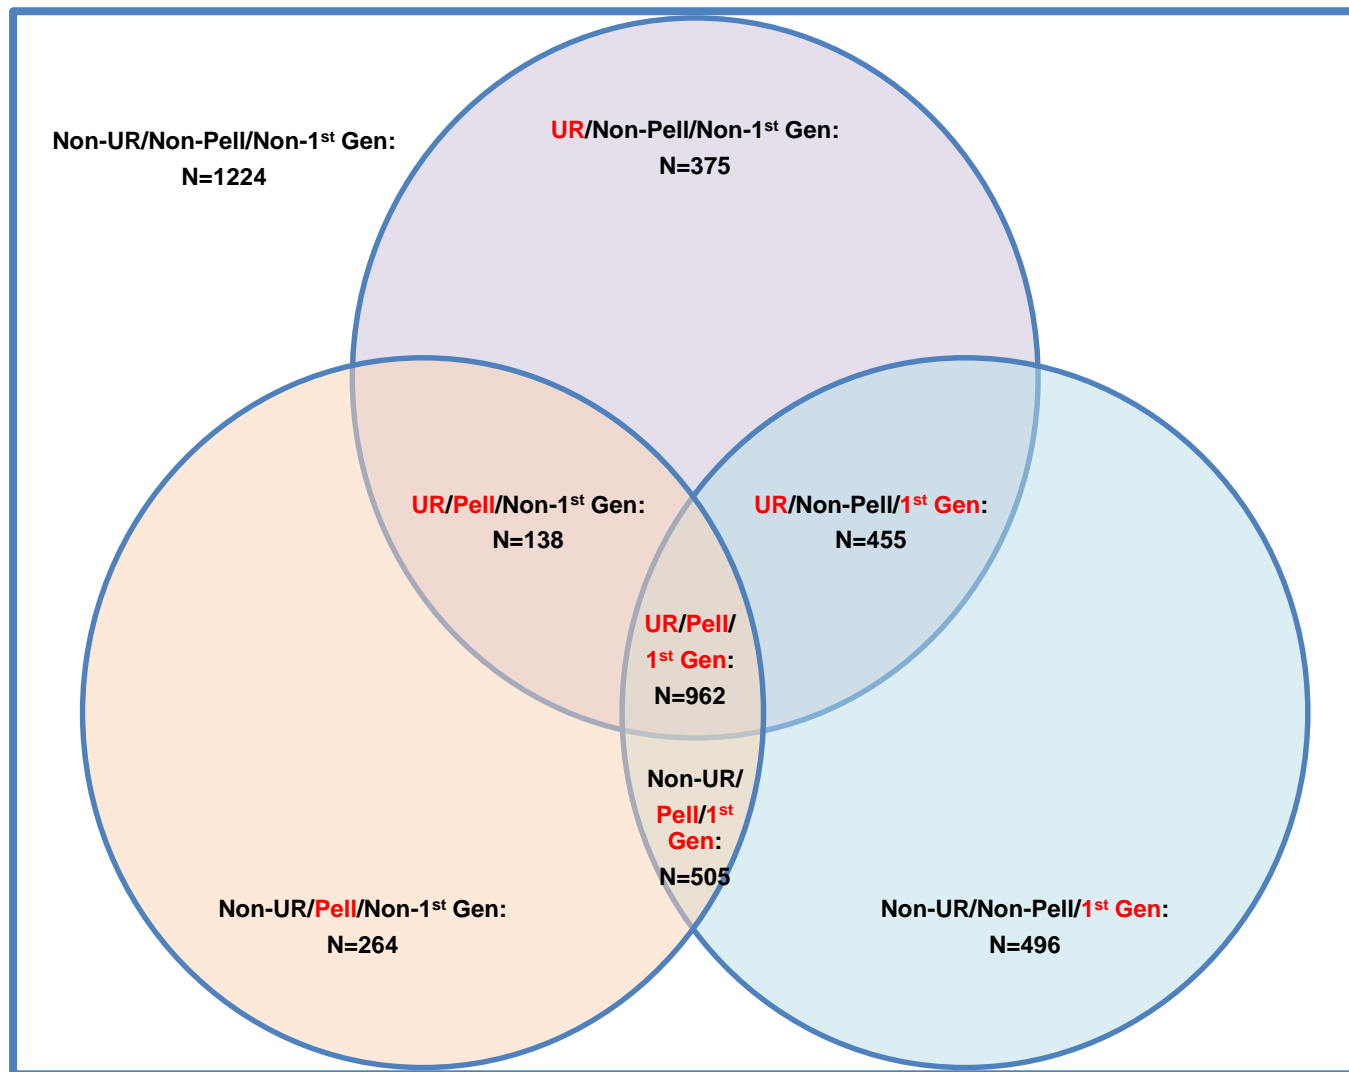 Non-UR/Non-Pell/Non-1st Gen:
N=1224
UR/Non-Pell/Non-1st Gen:
N=375
UR/Pell/Non-1st Gen:
N=138
UR/Non-Pell/1st Gen:
N=455
UR/Pell/
1st Gen:
N=962
Non-UR/
Pell/1st
Gen:
N=505
Non-UR/Pell/Non-1st Gen:
N=264
Non-UR/Non-Pell/1st Gen:
N=496